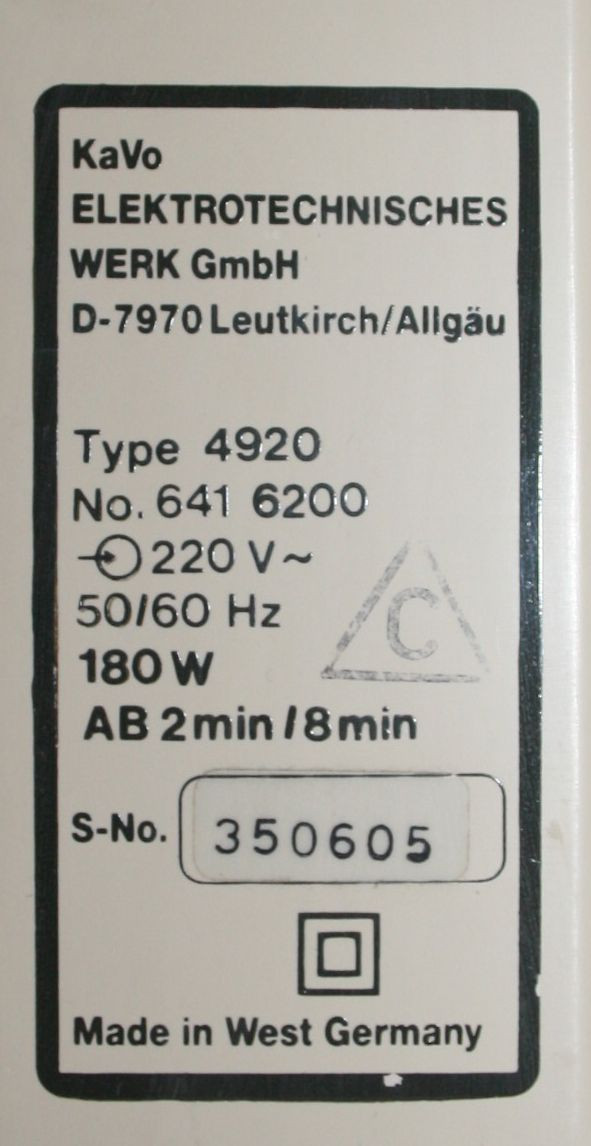 KaVo
ELEKTROTECHNISCHES
WERK GmbH
D-7970 Leutkirch/Allgäu
Type 4920
No. 641 6200
220 V~
50/60 Hz
C
180 W
AB 2 min / 8 min
S-No. 350605
Made in West Germany